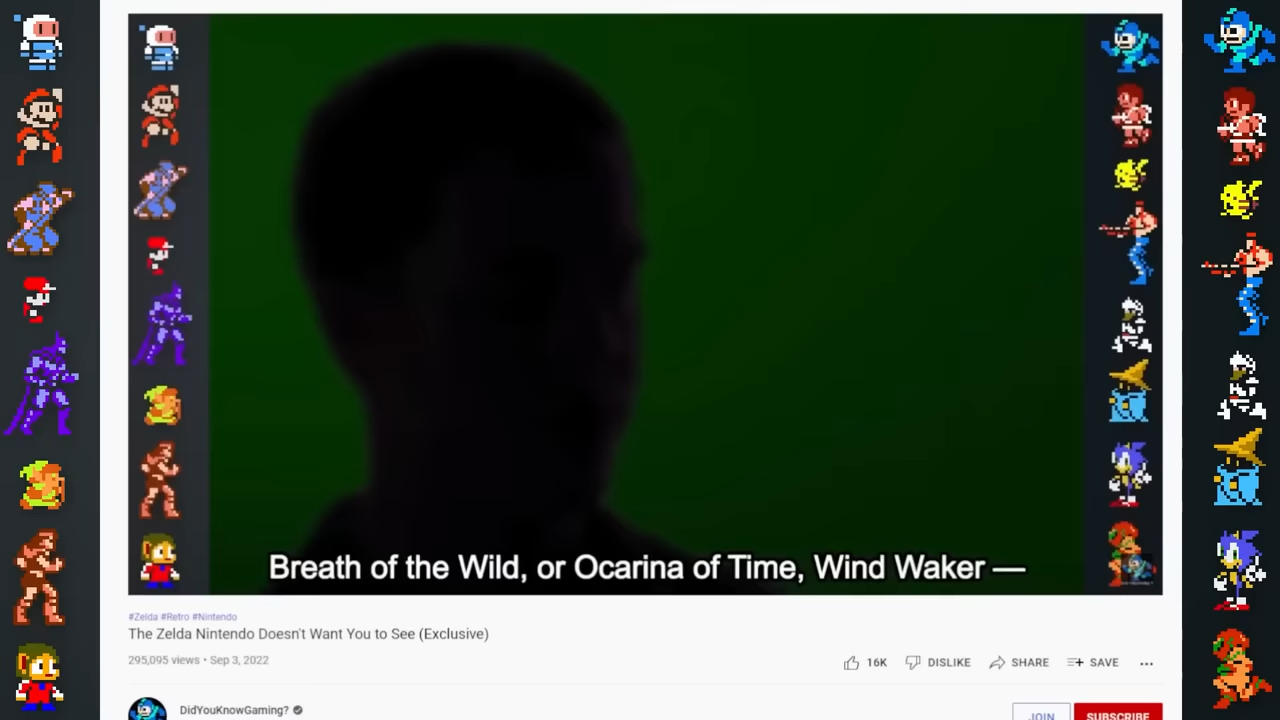 Breath of the Wild, or Ocarina of Time, Wind Waker —
#Zelda #Retro #Nintendo
The Zelda Nintendo Doesn't Want You to See (Exclusive)
295,095 views • Sep 3, 2022
16K DISLIKE SHARE SAVE ...
DidYouKnowGaming?
JOIN SUBSCRIBE